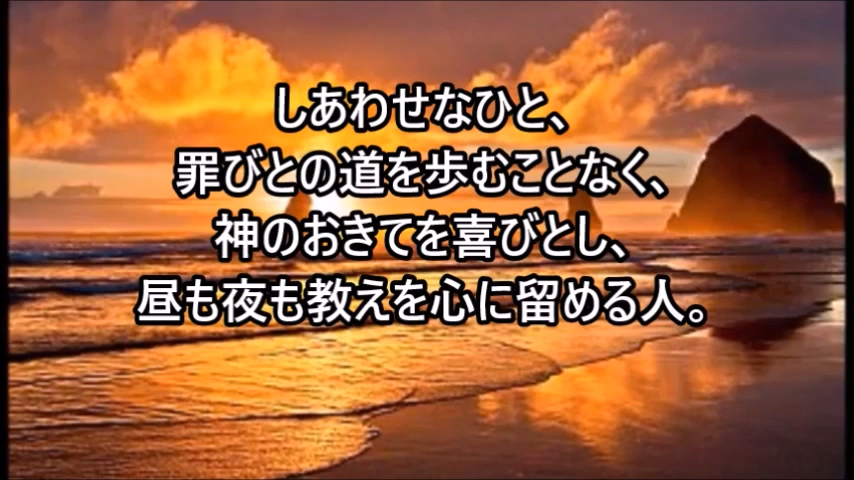 しあわせなひと、
罪びとの道を歩むことなく、
神のおきてを喜びとし、
昼も夜も教えを心に留める人。